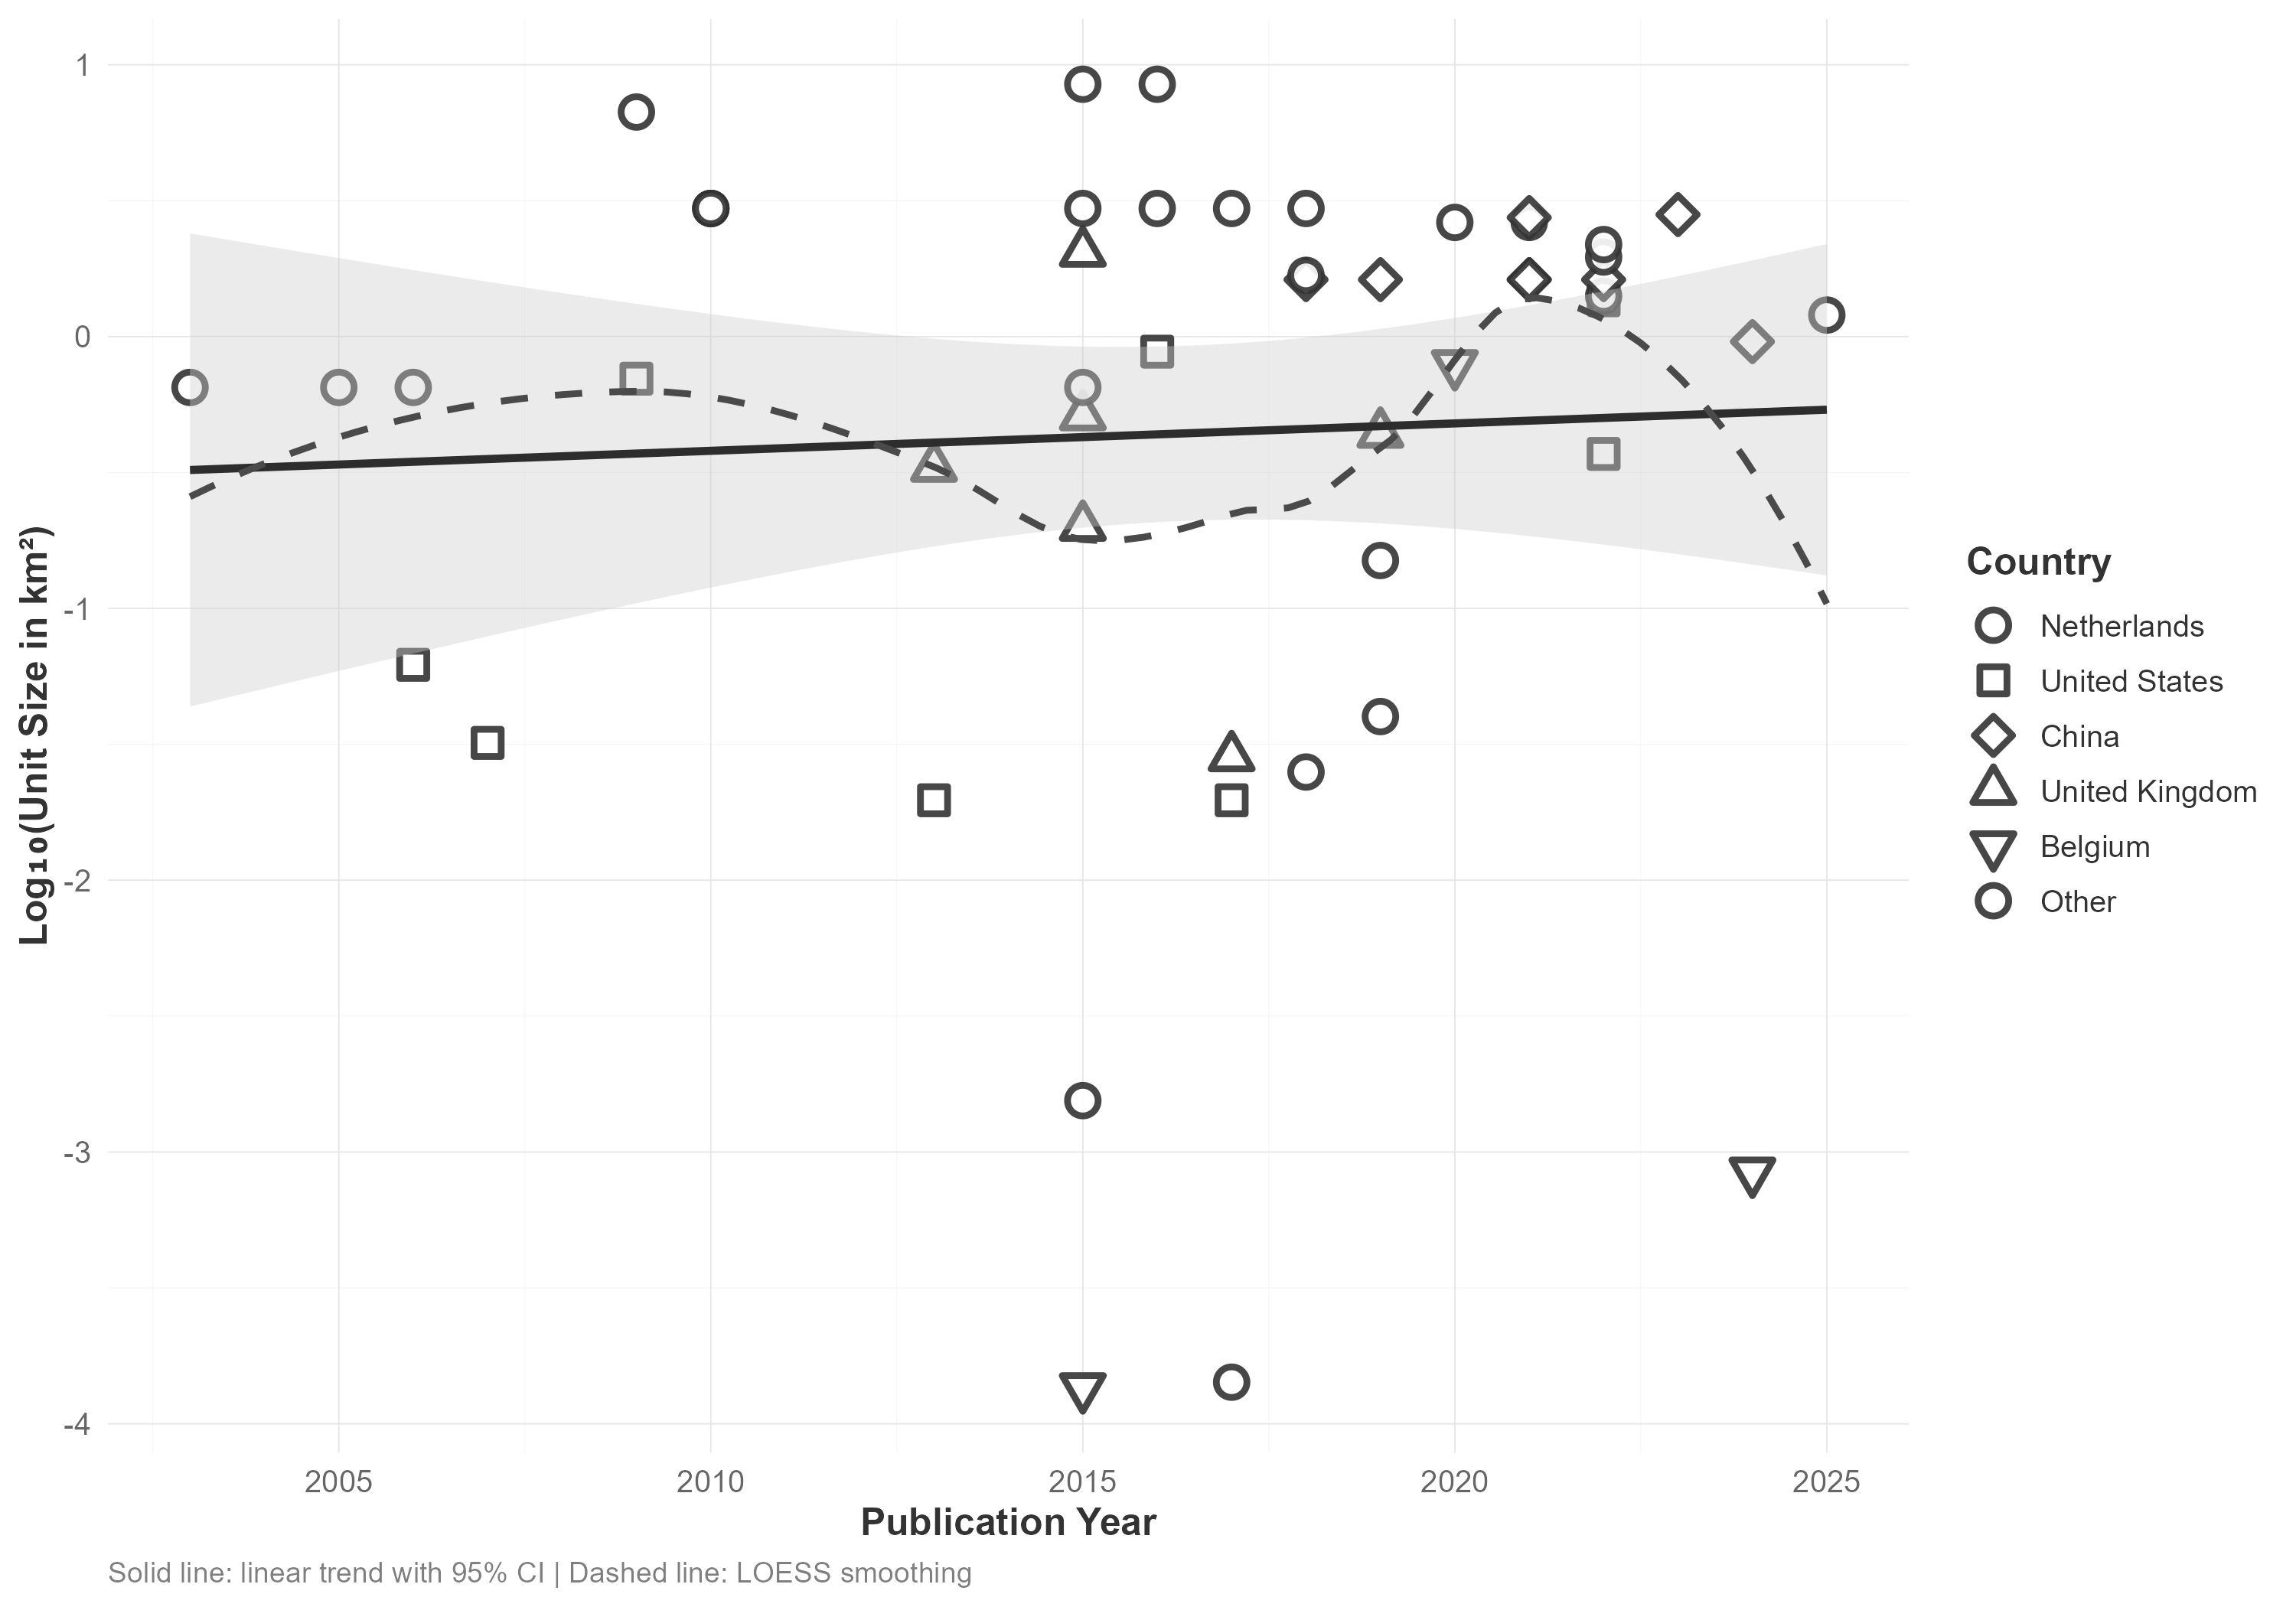 1
0
-1
-2
-3
-4
Log₁₀(Unit Size in km²)
2005 2010 2015 2020 2025
Publication Year
Solid line: linear trend with 95% CI | Dashed line: LOESS smoothing
Country
Netherlands
United States
China
United Kingdom
Belgium
Other